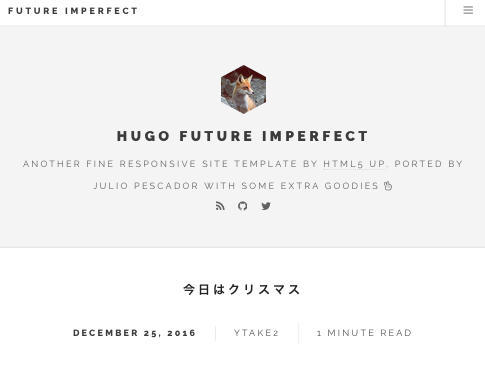 FUTURE IMPERFECT
HUGO FUTURE IMPERFECT
ANOTHER FINE RESPONSIVE SITE TEMPLATE BY HTML5 UP. PORTED BY
JULIO PESCADOR WITH SOME EXTRA GOODIES
今日はクリスマス
DECEMBER 25, 2016 YTAKE2 1 MINUTE READ